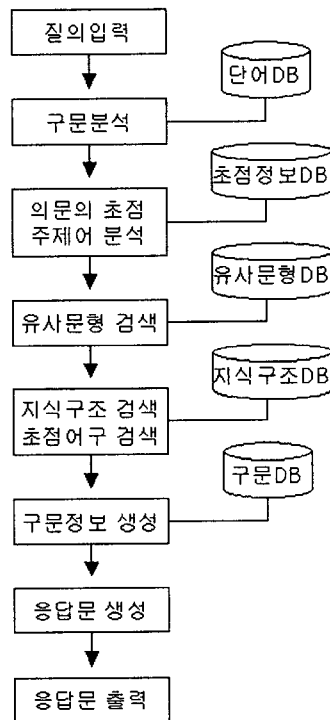 질의입력
단어DB
구문분석
초점정보DB
의문의 초점
주제어 분석
유사문형DB
유사문형 검색
지식구조DB
지식구조 검색
초점어구 검색
구문DB
구문정보 생성
응답문 생성
응답문 출력